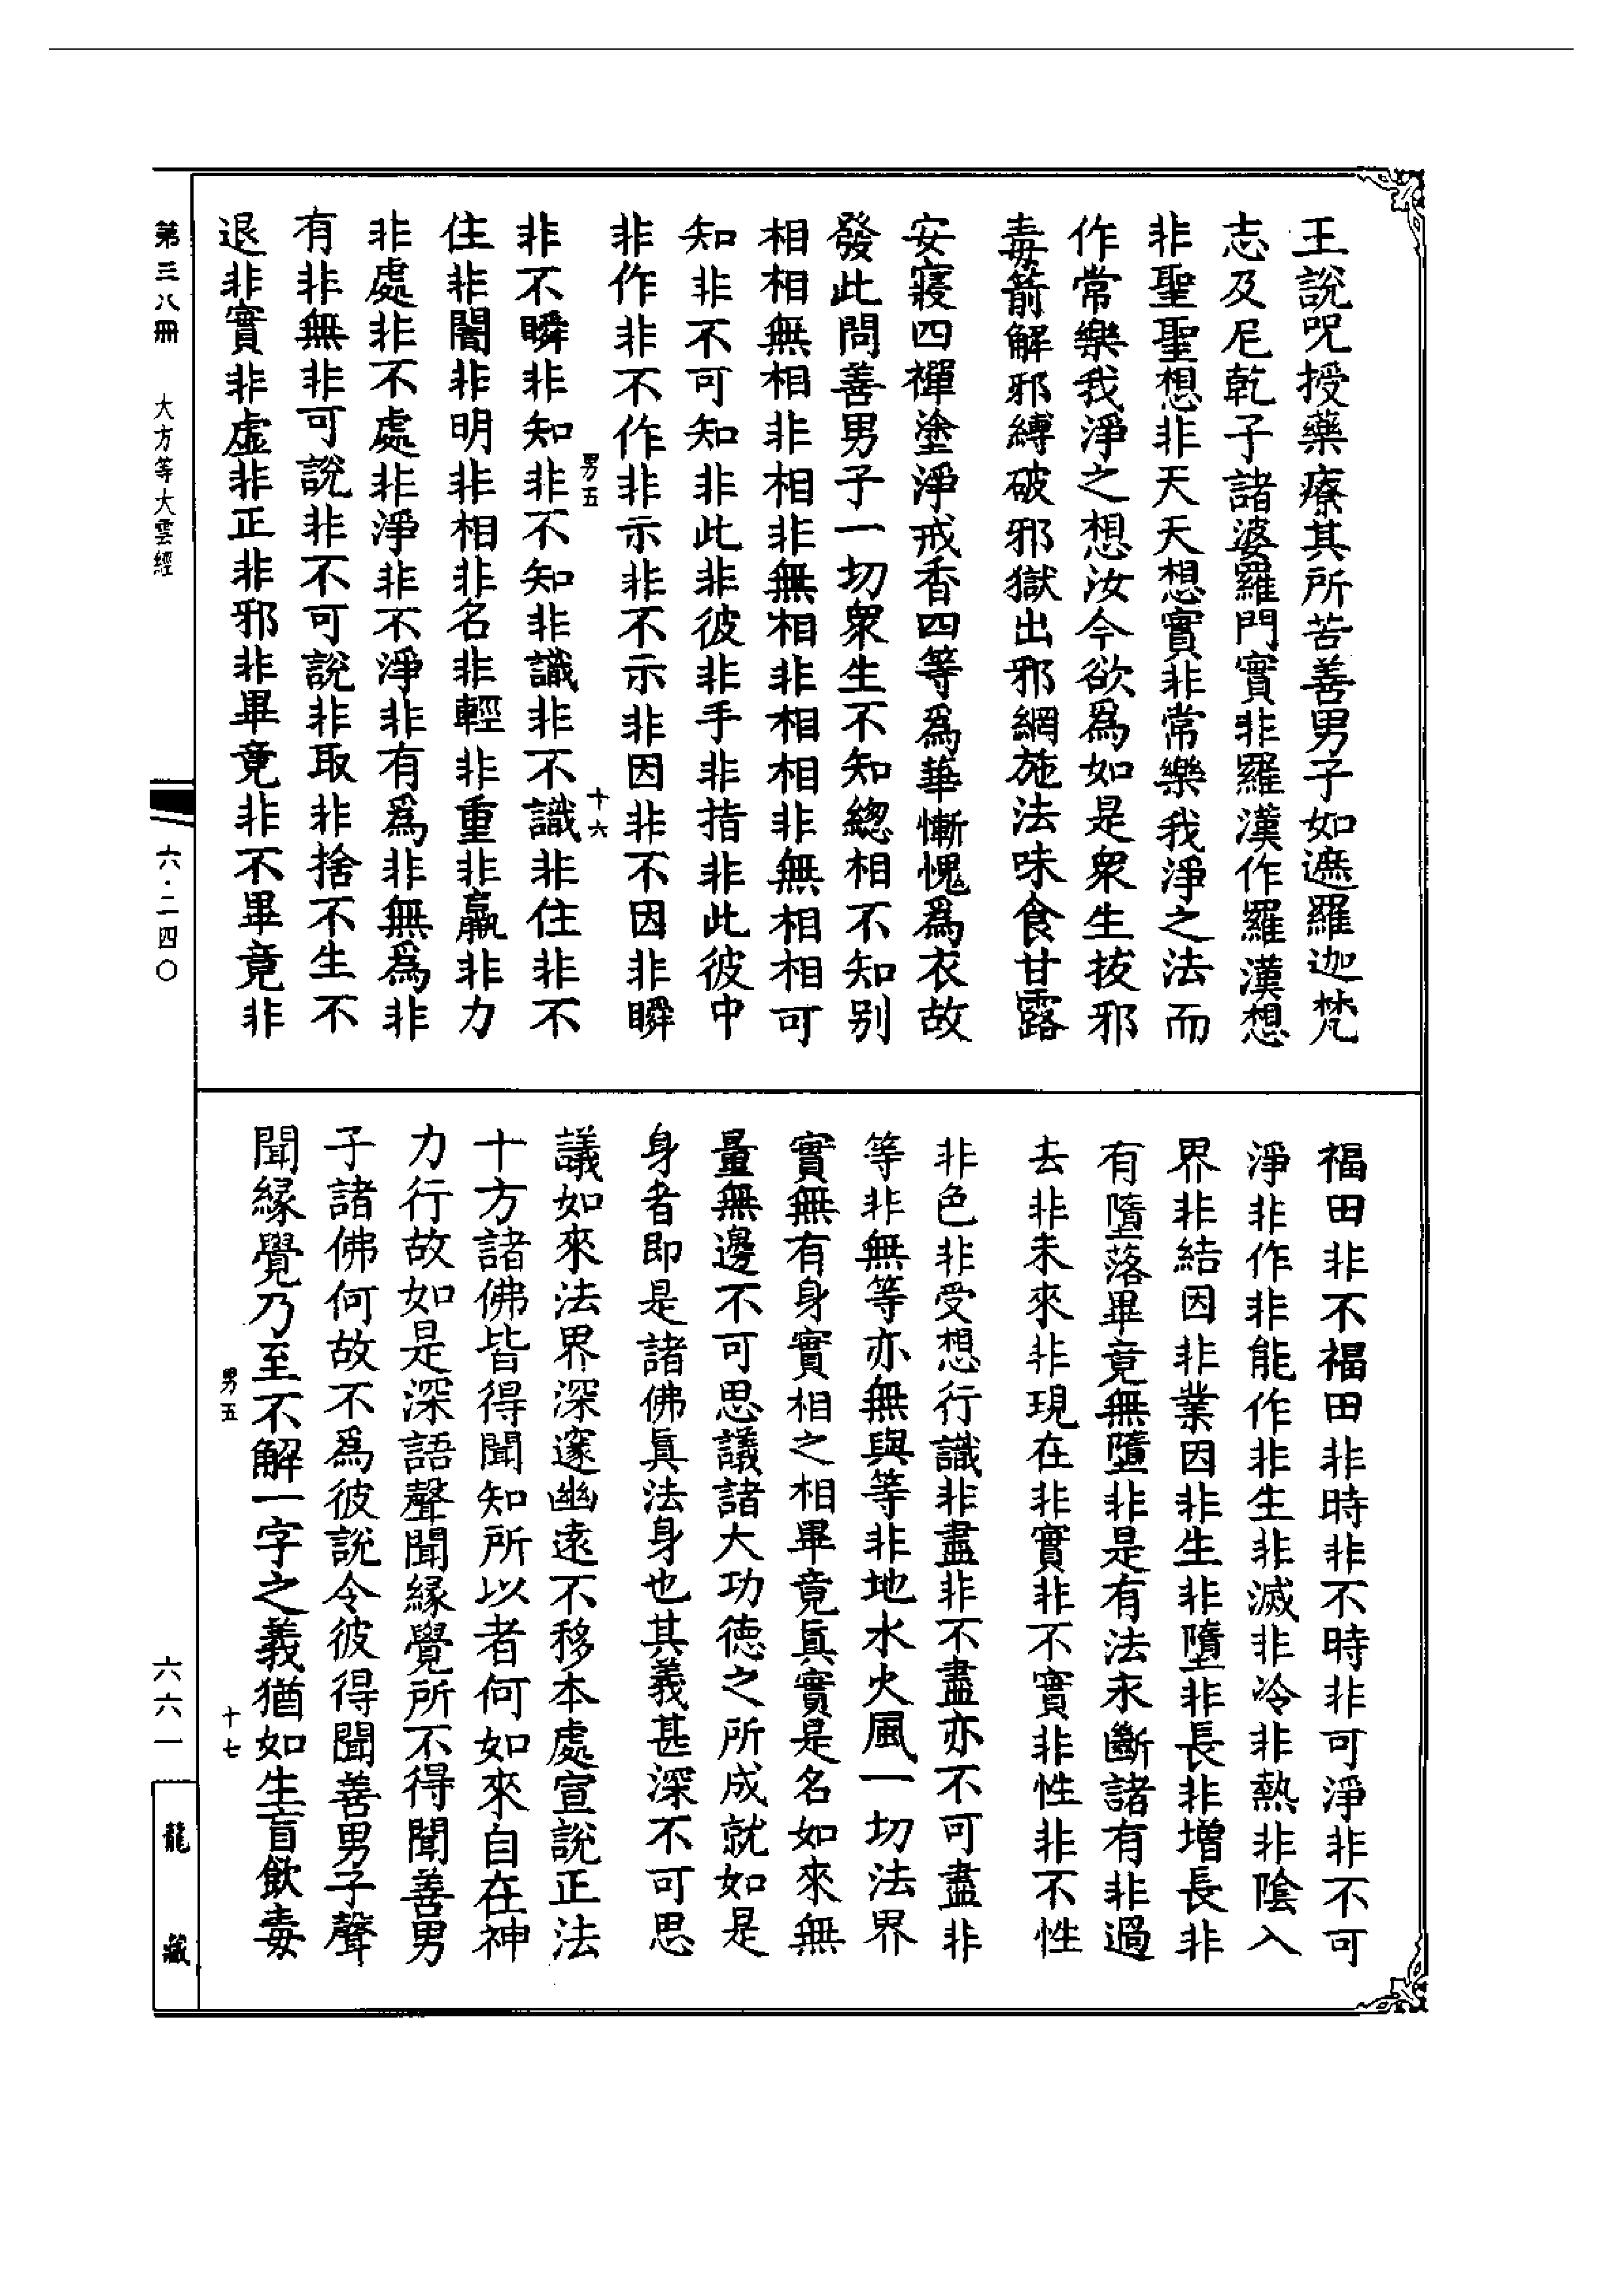 王說呪授藥療其所苦善男子如遮羅迦梵
志及尼乾子諸婆羅門實非羅漢作羅漢想
非聖聖想非天天想實非常樂我淨之法而
作常樂我淨之想汝今欲爲如是衆生拔邪
毒箭解邪縛破邪獄出邪網施法味食甘露
安寢四禪塗淨戒香四等爲華慚愧爲衣故
發此問善男子一切衆生不知緫相不知别
相相無相非相非無相非相相非無相相可
知非不可知非此非彼非手非指非此彼中
非作非不作非示非不示非因非不因非瞬
男五
十六
非不瞬非知非不知非識非不識非住非不
住非闇非明非相非名非輕非重非羸非力
非處非不處非淨非不淨非有爲非無爲非
有非無非可說非不可說非取非捨不生不
退非實非虛非正非邪非畢竟非不畢竟非
福田非不福田非時非不時非可淨非不可
淨非作非能作非生非滅非冷非熱非陰入
界非結因非業因非生非墮非長非增長非
有墮落畢竟無墮非是有法永斷諸有非過
去非未來非現在非實非不實非性非不性
非色非受想行識非盡非不盡亦不可盡非
等非無等亦無與等非地水火風一切法界
實無有身實相之相畢竟眞實是名如來無
量無邊不可思議諸大功德之所成就如是
身者即是諸佛眞法身也其義甚深不可思
議如來法界深邃幽遠不移本處宣說正法
十方諸佛皆得聞知所以者何如來自在神
力行故如是深語聲聞緣覺所不得聞善男
子諸佛何故不爲彼說令彼得聞善男子聲
聞緣覺乃至不解一字之義猶如生盲飲毒
男五
十七
第三八冊
大方等大雲經
六·二四〇
六六一
龍藏